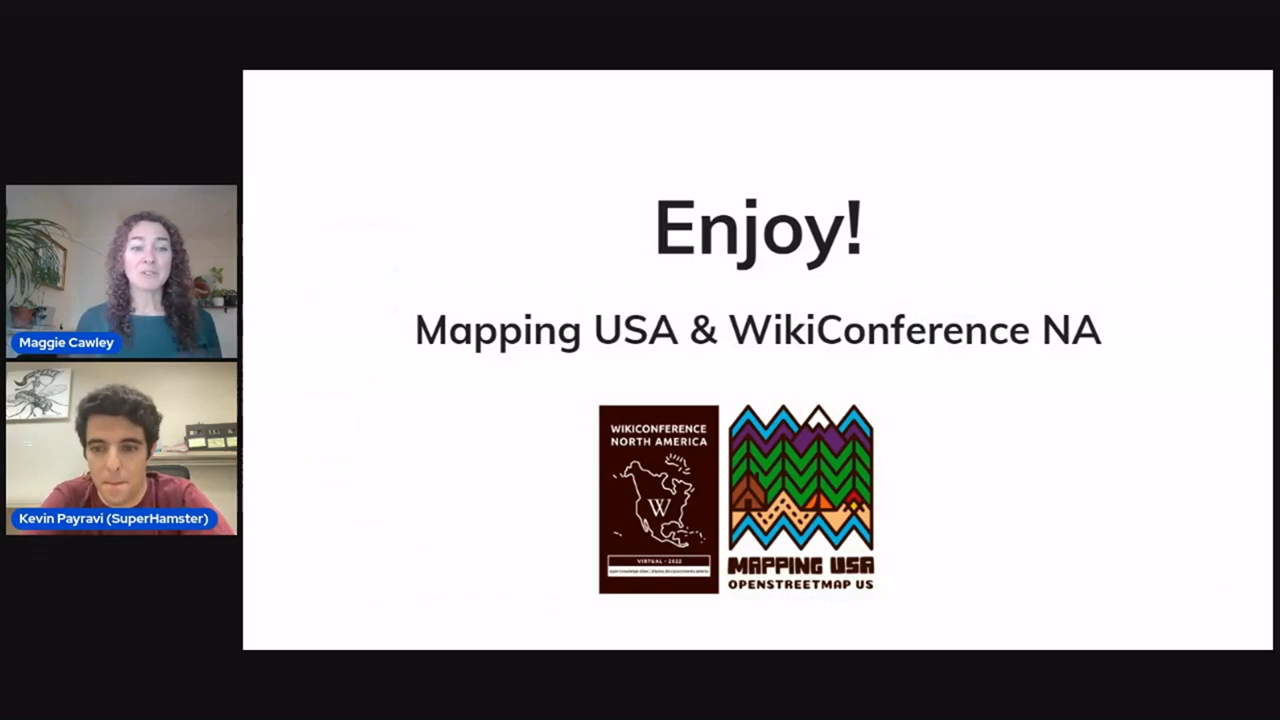 Maggie Cawley
Kevin Payravi (SuperHamster)
Enjoy!
Mapping USA & WikiConference NA
WIKICONFERENCE
NORTH AMERICA
W
VIRTUAL - 2022
MAPPING USA
OPENSTREETMAP US